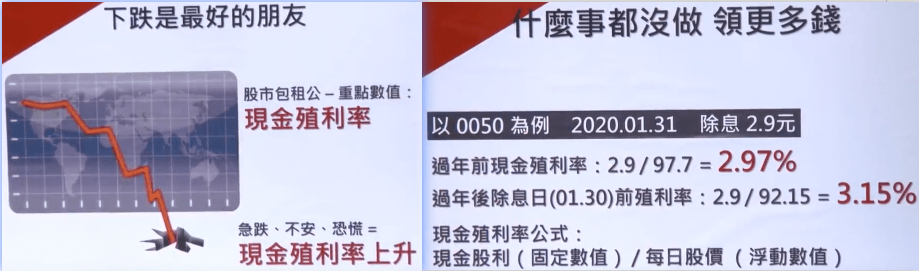 下跌是最好的朋友
股市包租公–重點數值：
現金殖利率
急跌、不安、恐慌=
現金殖利率上升
什麼事都沒做 領更多錢
以 0050 為例 2020.01.31 除息 2.9元
過年前現金殖利率：2.9 / 97.7 = 2.97%
過年後除息日(01.30)前殖利率：2.9 / 92.15 = 3.15%
現金殖利率公式：
現金股利（固定數值）/ 每日股價 （浮動數值）